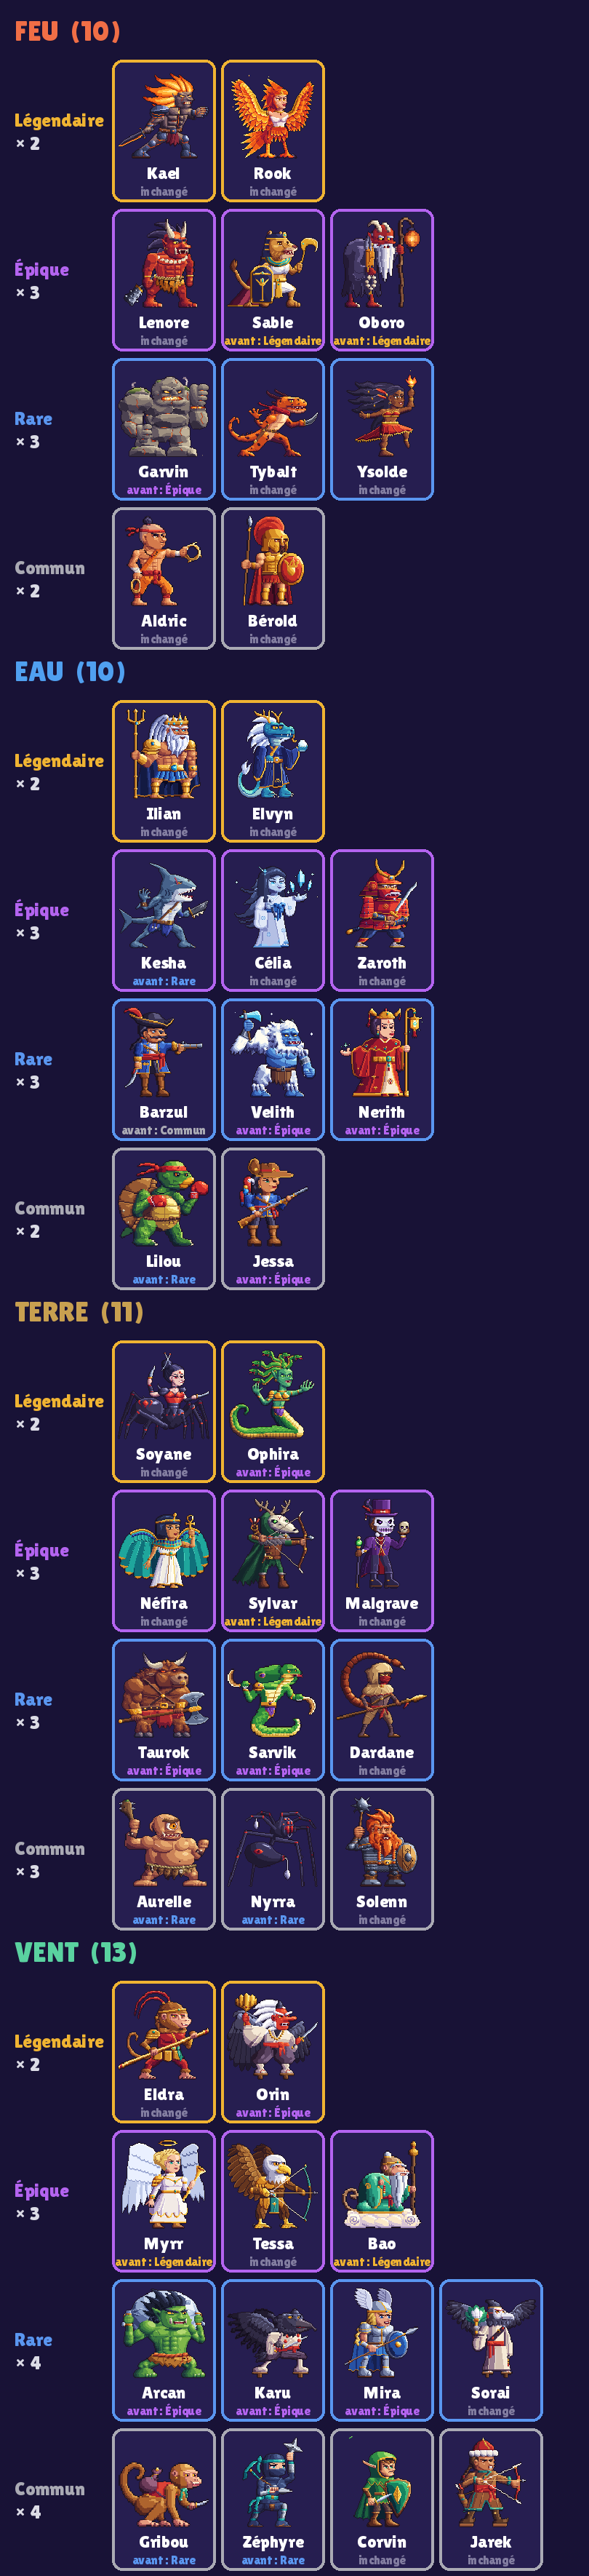 FEU (10)
Légendaire
× 2
Kael
inchangé
Rook
inchangé
Épique
× 3
Lenore
inchangé
Sable
avant : Légendaire
Oboro
avant : Légendaire
Rare
× 3
Garvin
avant : Épique
Tybalt
inchangé
Ysolde
inchangé
Commun
× 2
Aldric
inchangé
Bérold
inchangé
EAU (10)
Légendaire
× 2
Ilian
inchangé
Elvyn
inchangé
Épique
× 3
Kesha
avant : Rare
Célia
inchangé
Zaroth
inchangé
Rare
× 3
Barzul
avant : Commun
Velith
avant : Épique
Nerith
avant : Épique
Commun
× 2
Lilou
avant : Rare
Jessa
avant : Épique
TERRE (11)
Légendaire
× 2
Soyane
inchangé
Ophira
avant : Épique
Épique
× 3
Néfira
inchangé
Sylvar
avant : Légendaire
Malgrave
inchangé
Rare
× 3
Taurok
avant : Épique
Sarvik
avant : Épique
Dardane
inchangé
Commun
× 3
Aurelle
avant : Rare
Nyrra
avant : Rare
Solenn
inchangé
VENT (13)
Légendaire
× 2
Eldra
inchangé
Orin
avant : Épique
Épique
× 3
Myrr
avant : Légendaire
Tessa
inchangé
Bao
avant : Légendaire
Rare
× 4
Arcan
avant : Épique
Karu
avant : Épique
Mira
avant : Épique
Sorai
inchangé
Commun
× 4
Gribou
avant : Rare
Zéphyre
avant : Rare
Corvin
inchangé
Jarek
inchangé